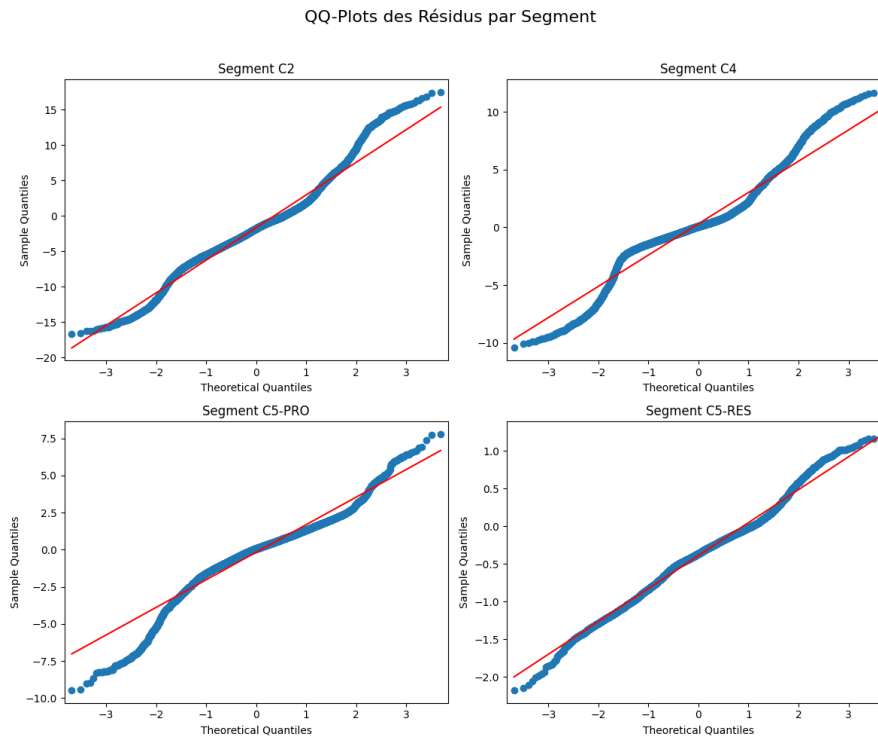 QQ-Plots des Résidus par Segment
Segment C2
Sample Quantiles
15
10
5
0
−5
−10
−15
−20
−3 −2 −1 0 1 2 3
Theoretical Quantiles
Segment C4
Sample Quantiles
10
5
0
−5
−10
−3 −2 −1 0 1 2 3
Theoretical Quantiles
Segment C5-PRO
Sample Quantiles
7.5
5.0
2.5
0.0
−2.5
−5.0
−7.5
−10.0
−3 −2 −1 0 1 2 3
Theoretical Quantiles
Segment C5-RES
Sample Quantiles
1.0
0.5
0.0
−0.5
−1.0
−1.5
−2.0
−3 −2 −1 0 1 2 3
Theoretical Quantiles